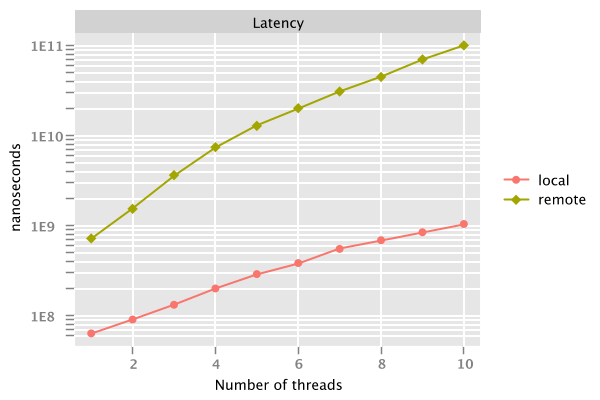 Latency
1E11
1E10
1E9
1E8
nanoseconds
2 4 6 8 10
Number of threads
local
remote